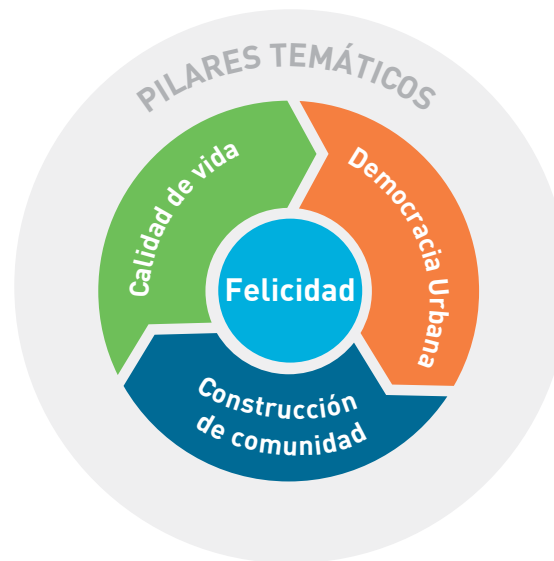 PILARES TEMÁTICOS
Calidad de vida
Democracia Urbana
Felicidad
Construcción
de comunidad